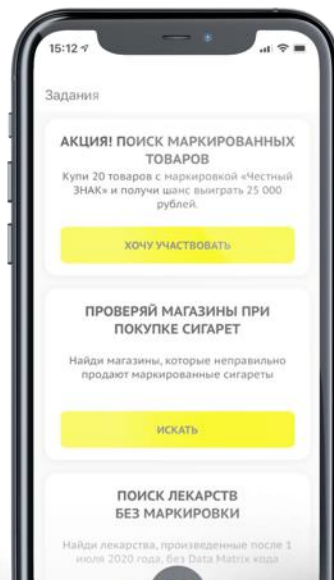 15:12
Задания
АКЦИЯ! ПОИСК МАРКИРОВАННЫХ
ТОВАРОВ
Купи 20 товаров с маркировкой «Честный
ЗНАК» и получи шанс выиграть 25 000
рублей.
ХОЧУ УЧАСТВОВАТЬ
ПРОВЕРЯЙ МАГАЗИНЫ ПРИ
ПОКУПКЕ СИГАРЕТ
Найди магазины, которые неправильно
продают маркированные сигареты
ИСКАТЬ
ПОИСК ЛЕКАРСТВ
БЕЗ МАРКИРОВКИ
Найди лекарства, произведенные после 1
июля 2020 года, без Data Matrix кода